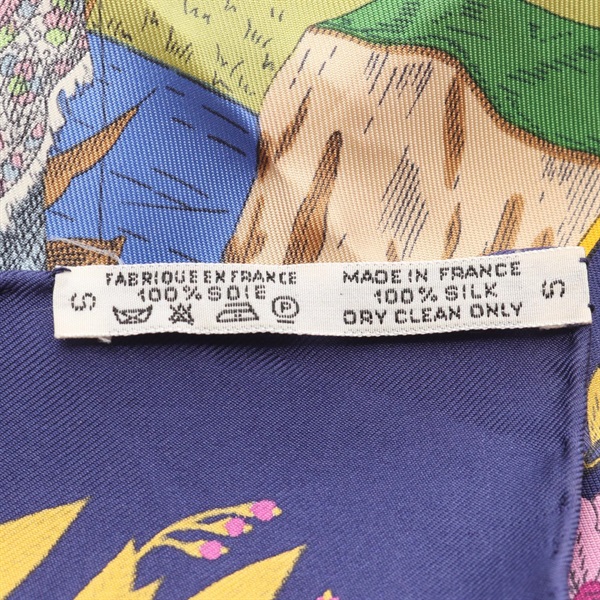 S
FABRIQUE EN FRANCE
100% SOIE
P
MADE IN FRANCE
100% SILK
DRY CLEAN ONLY
S